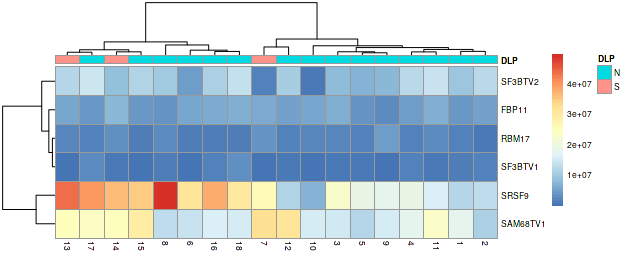 DLP
SF3BTV2
FBP11
RBM17
SF3BTV1
SRSF9
SAM68TV1
13 17 14 15 8 6 16 18 7 12 10 3 5 9 4 11 1 2
4e+07
3e+07
2e+07
1e+07
DLP
N
S